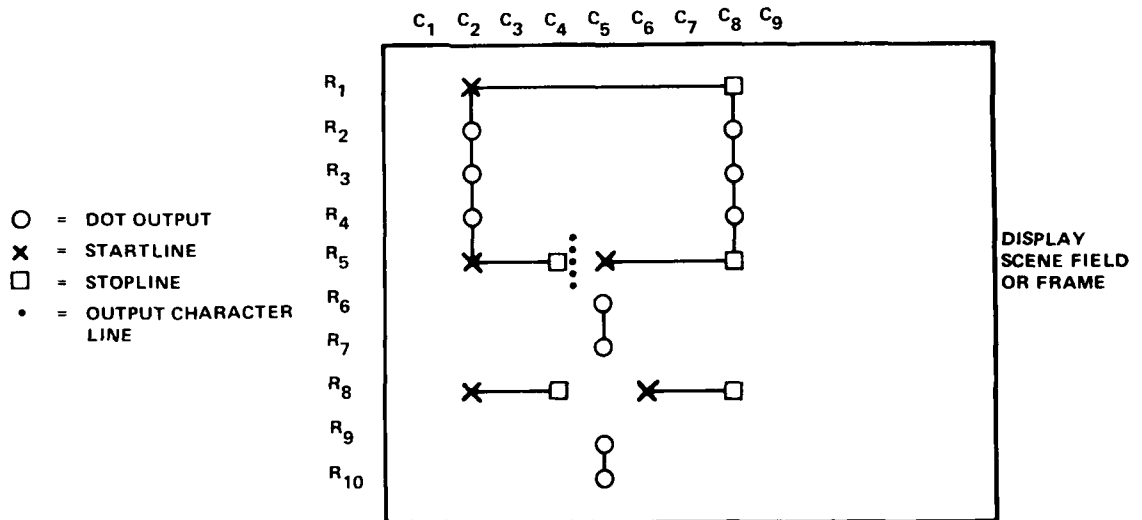 C1 C2 C3 C4 C5 C6 C7 C8 C9
R1
R2
R3
R4
R5
R6
R7
R8
R9
R10
O = DOT OUTPUT
X = STARTLINE
□ = STOPLINE
• = OUTPUT CHARACTER
LINE
DISPLAY
SCENE FIELD
OR FRAME